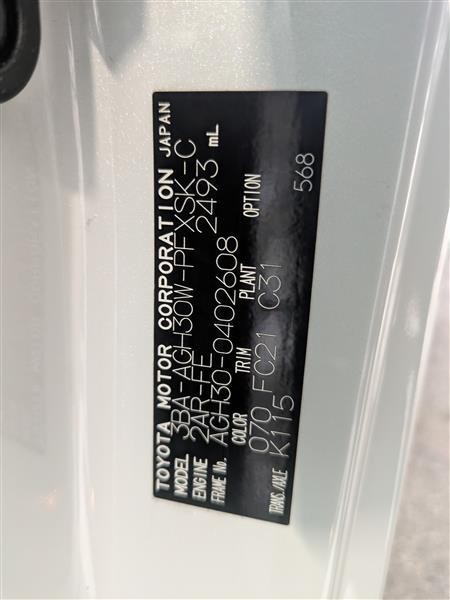 TOYOTA MOTOR CORPORATION JAPAN
MODEL 3BA-AGH30W-PFXSK-C
ENGINE 2AR-FE 2493 mL
FRAME No. AGH30-0402608
COLOR TRIM PLANT OPTION
070 FC21 C31
TRANS./AXLE K115 568